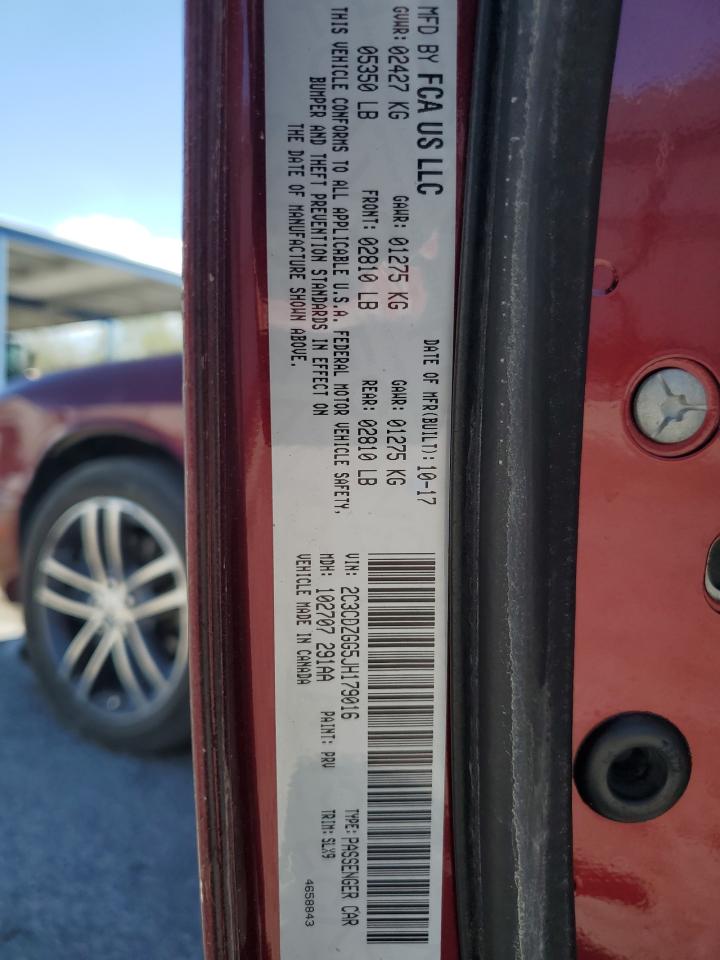 MFD BY FCA US LLC
DATE OF MFR(BUILT): 10-17
GVWR: 02427 KG GAWR: 01275 KG GAWR: 01275 KG
05350 LB FRONT: 02810 LB REAR: 02810 LB
THIS VEHICLE CONFORMS TO ALL APPLICABLE U.S.A. FEDERAL MOTOR VEHICLE SAFETY,
BUMPER AND THEFT PREVENTION STANDARDS IN EFFECT ON
THE DATE OF MANUFACTURE SHOWN ABOVE.
VIN: 2C3CDZGG5JH179016 TYPE: PASSENGER CAR
MDH: 102707 291AA PAINT: PRV TRIM: SLX9
VEHICLE MADE IN CANADA 4658843